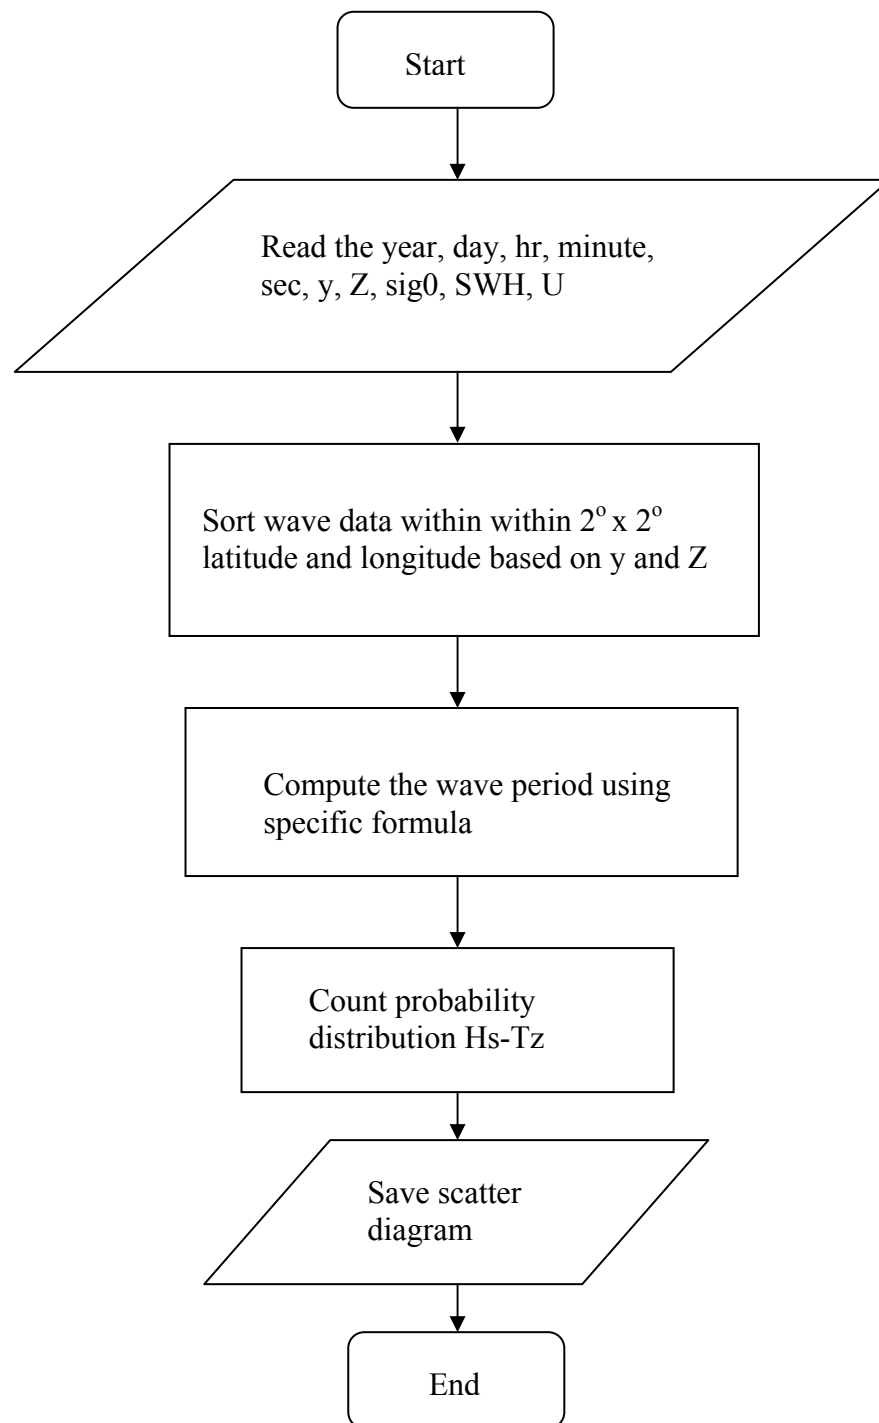 Start
Read the year, day, hr, minute,
sec, y, Z, sig0, SWH, U
Sort wave data within within 2° x 2°
latitude and longitude based on y and Z
Compute the wave period using
specific formula
Count probability
distribution Hs-Tz
Save scatter
diagram
End